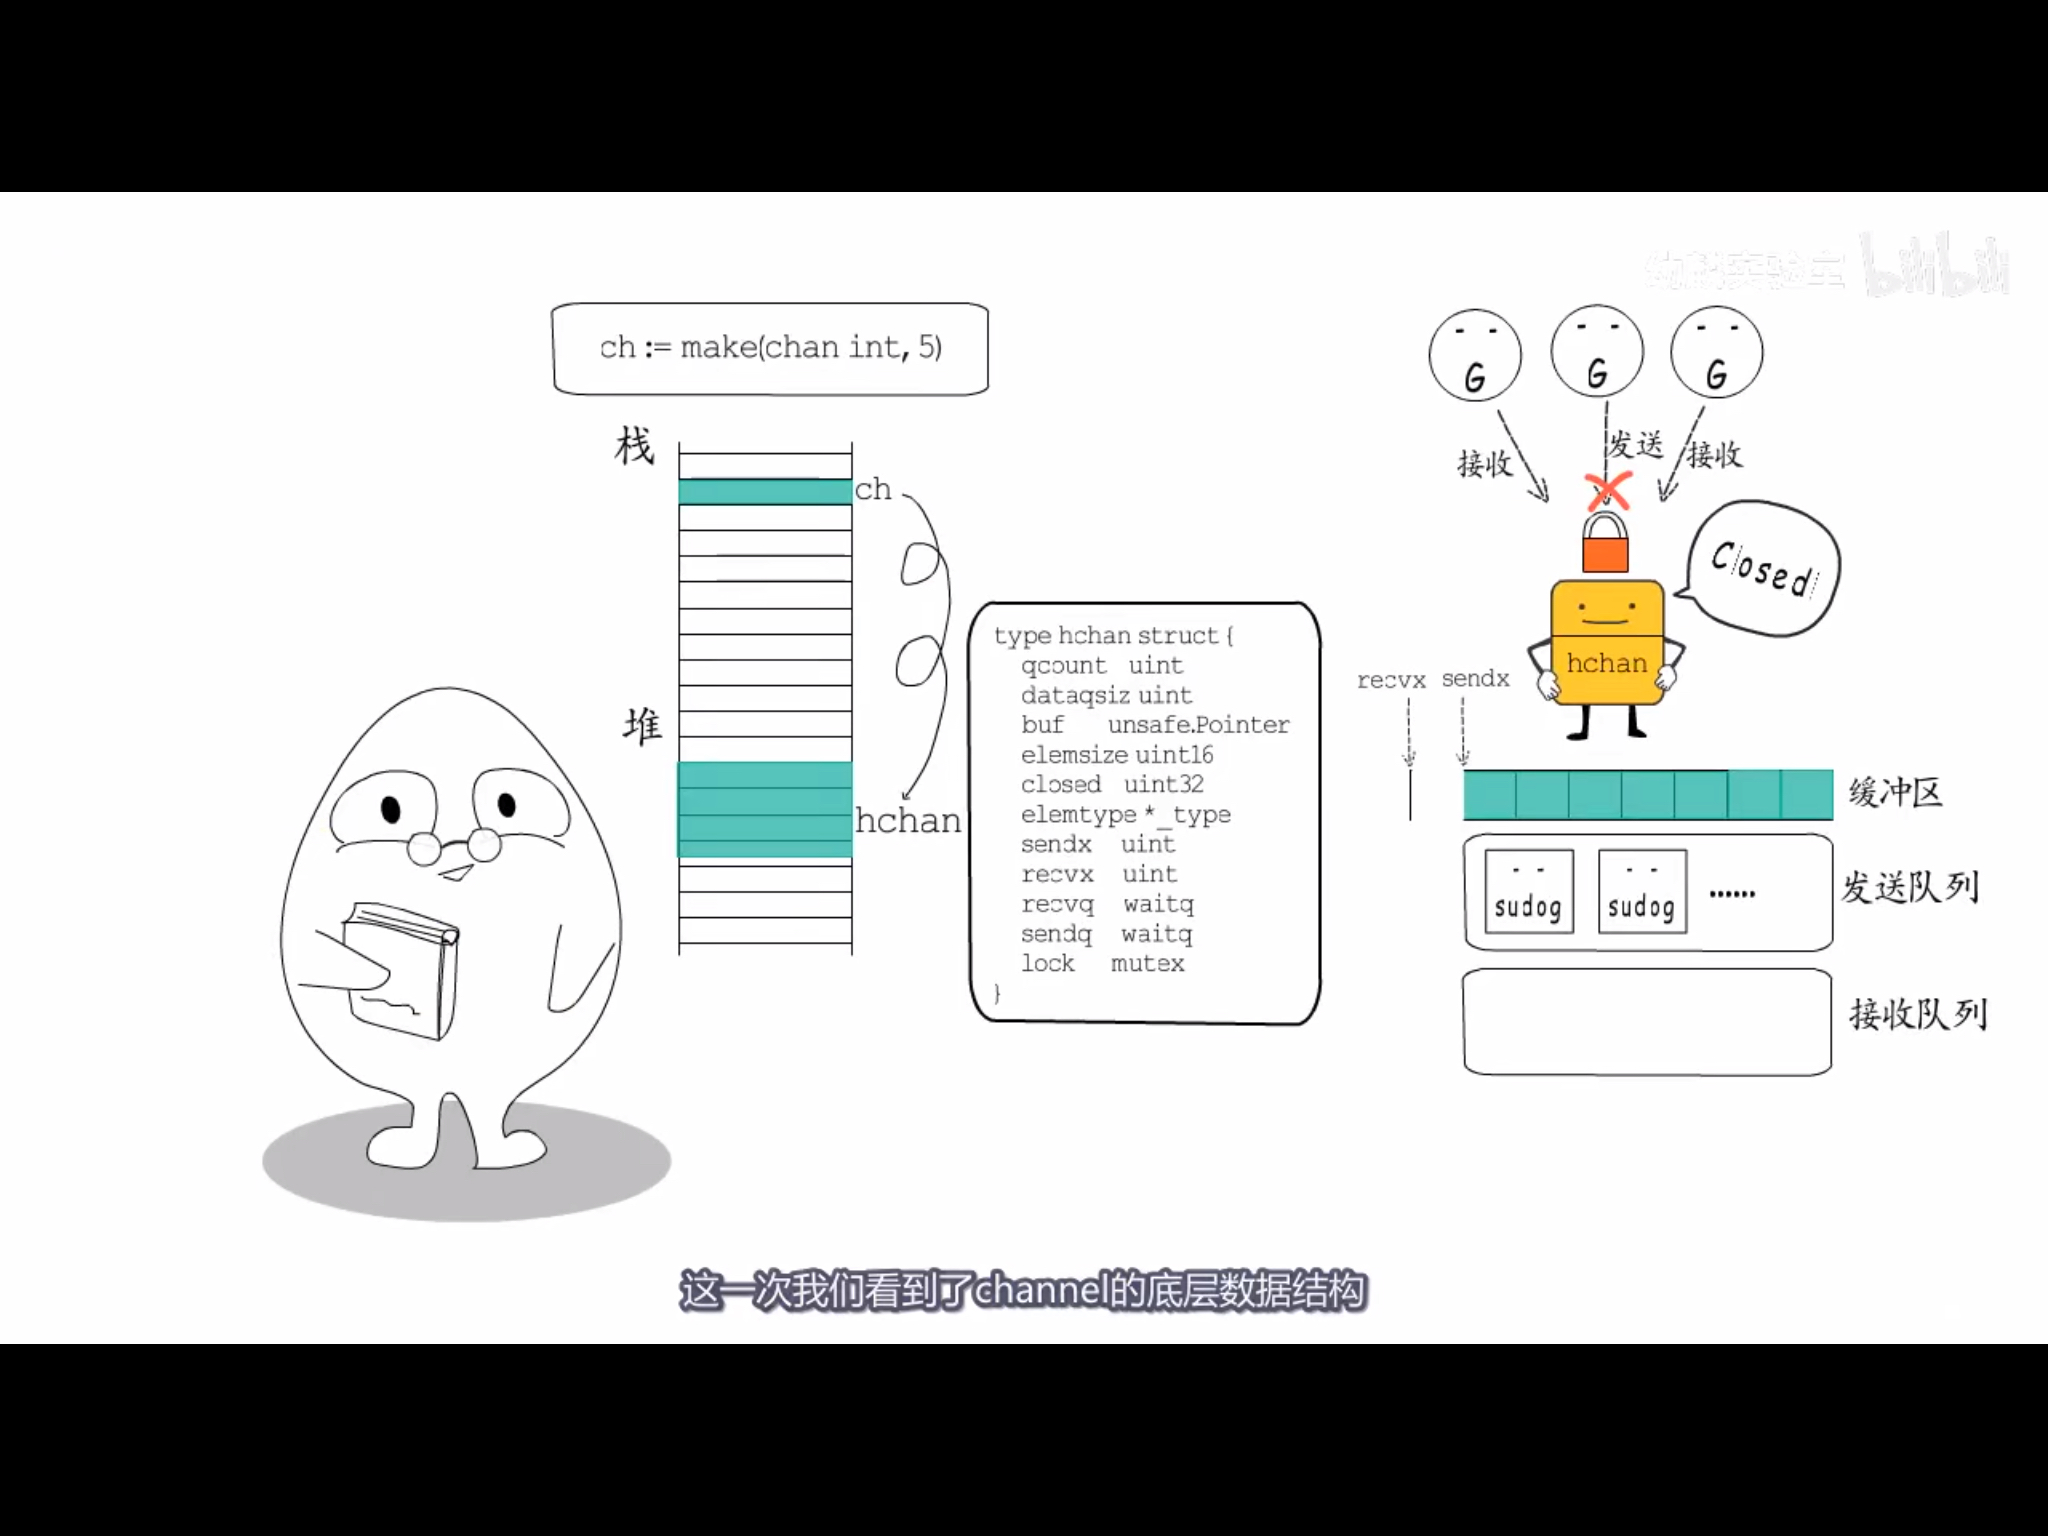 幼麟实验室 bilibili
ch := make(chan int, 5)
栈
ch
堆
hchan
type hchan struct {
qcount uint
dataqsiz uint
buf unsafe.Pointer
elemsize uint16
closed uint32
elemtype *_type
sendx uint
recvx uint
recvq waitq
sendq waitq
lock mutex
}
G G G
接收 发送 接收
Closed
hchan
recvx sendx
缓冲区
sudog sudog ······ 发送队列
接收队列
这一次我们看到了channel的底层数据结构